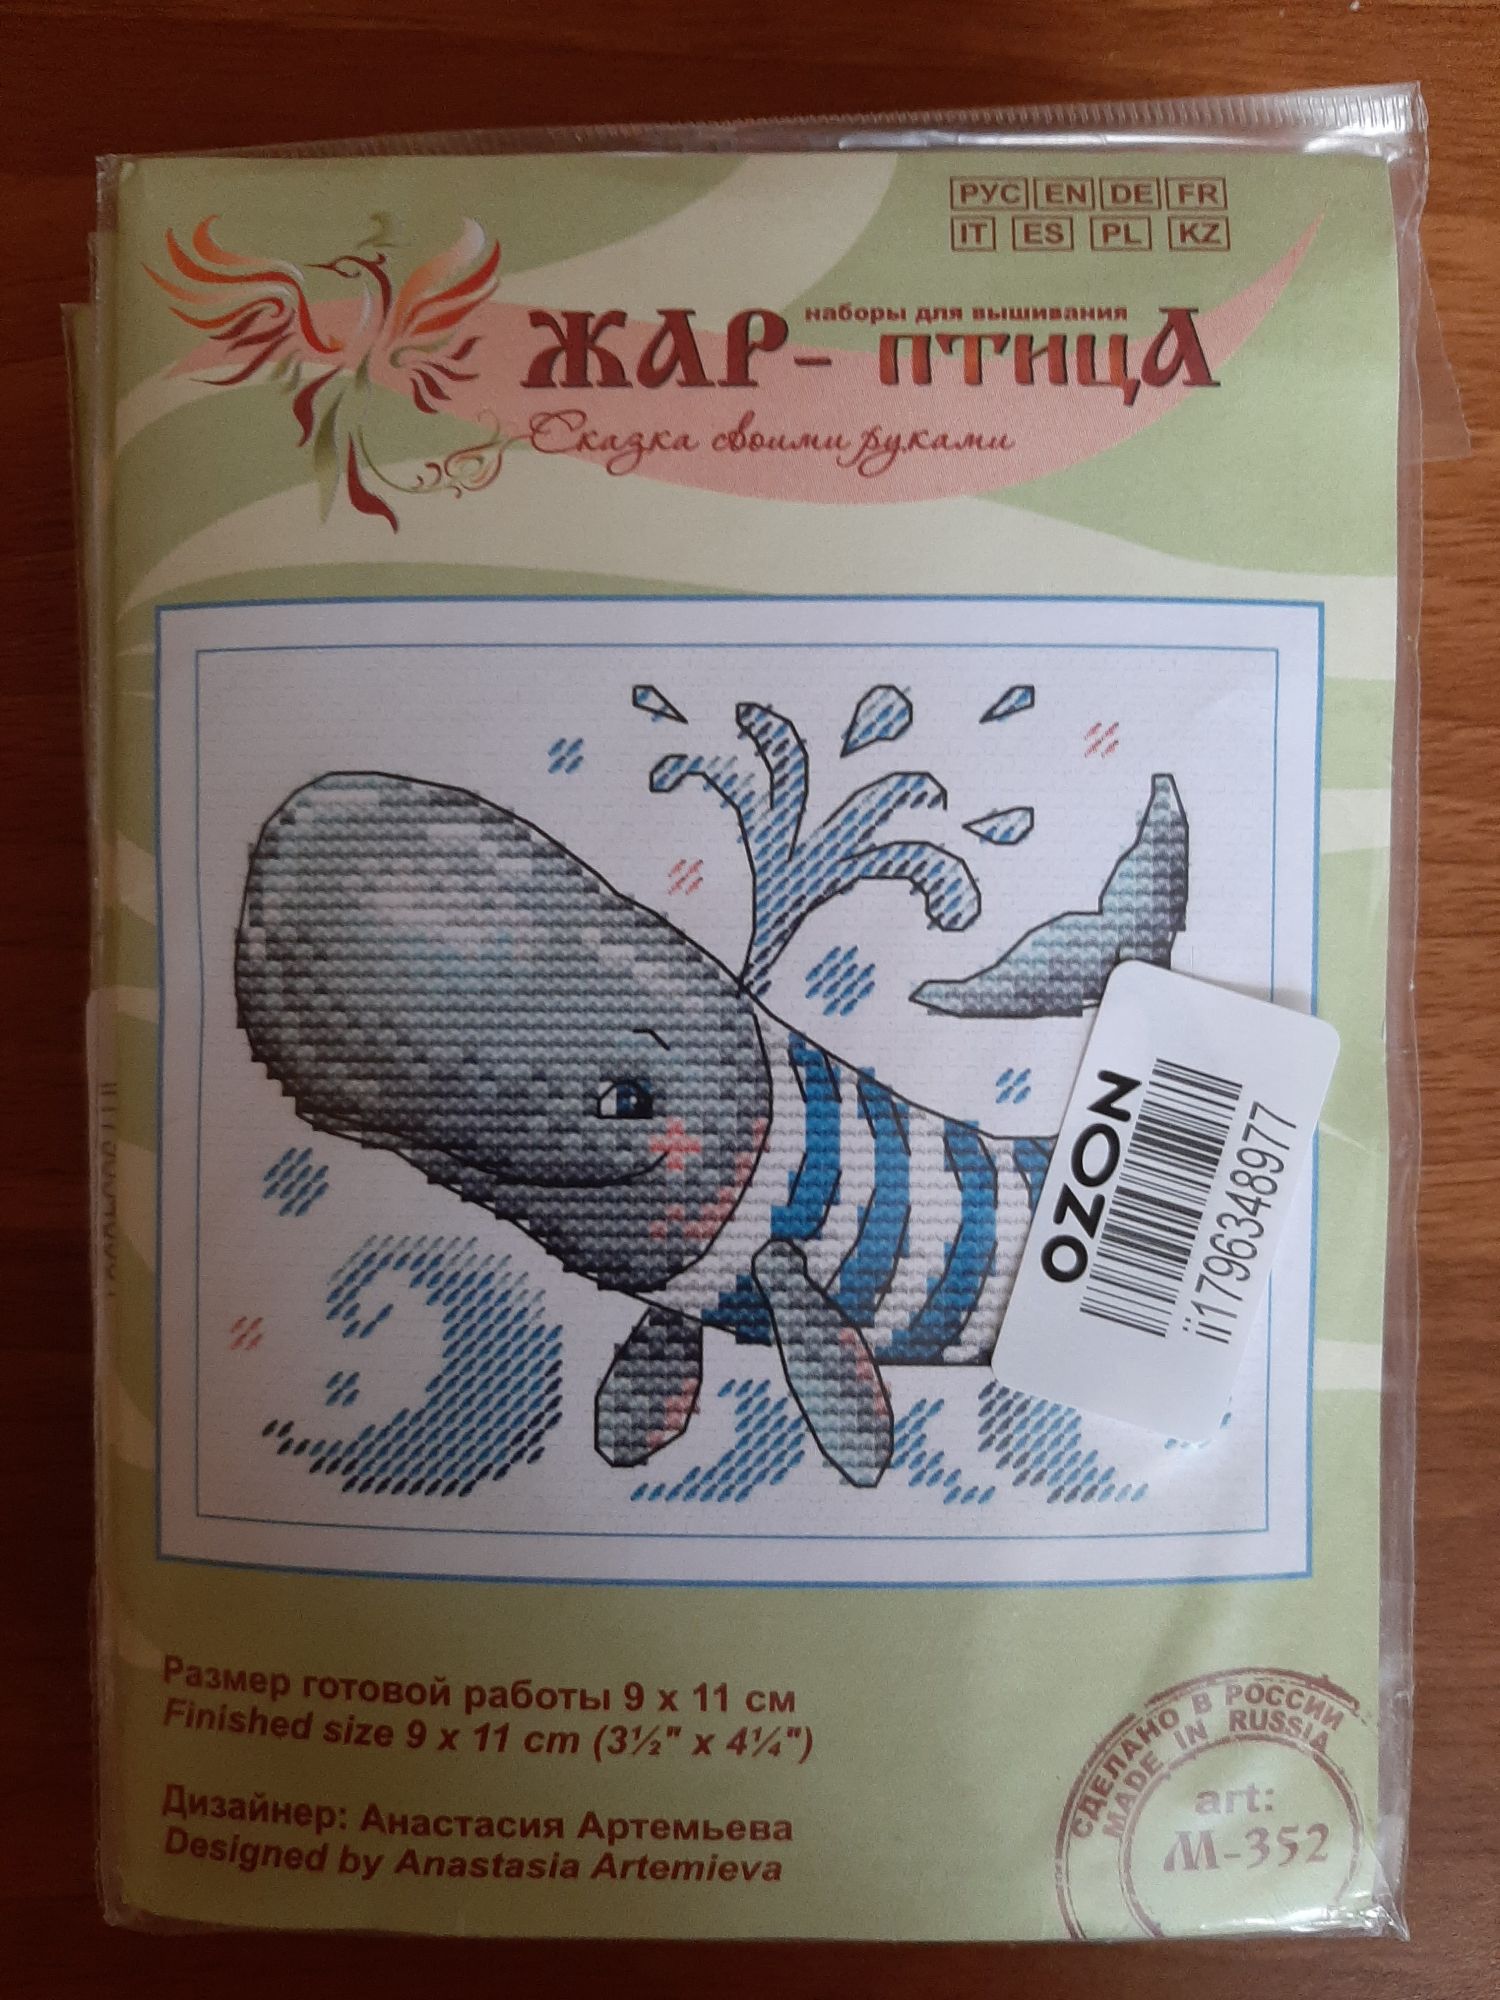 РУС EN DE FR
IT ES PL KZ
наборы для вышивания
ЖАР-ПТИЦА
Сказка своими руками
OZON
ii1796348977
Размер готовой работы 9 х 11 см
Finished size 9 x 11 cm (3½" x 4¼")
Дизайнер: Анастасия Артемьева
Designed by Anastasia Artemieva
СДЕЛАНО В РОССИИ
MADE IN RUSSIA
art:
М-352